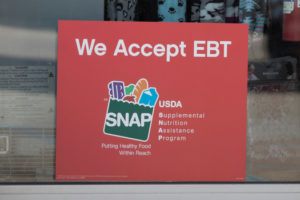 We Accept EBT
SNAP
USDA
Supplemental
Nutrition
Assistance
Program
Putting Healthy Food
Within Reach